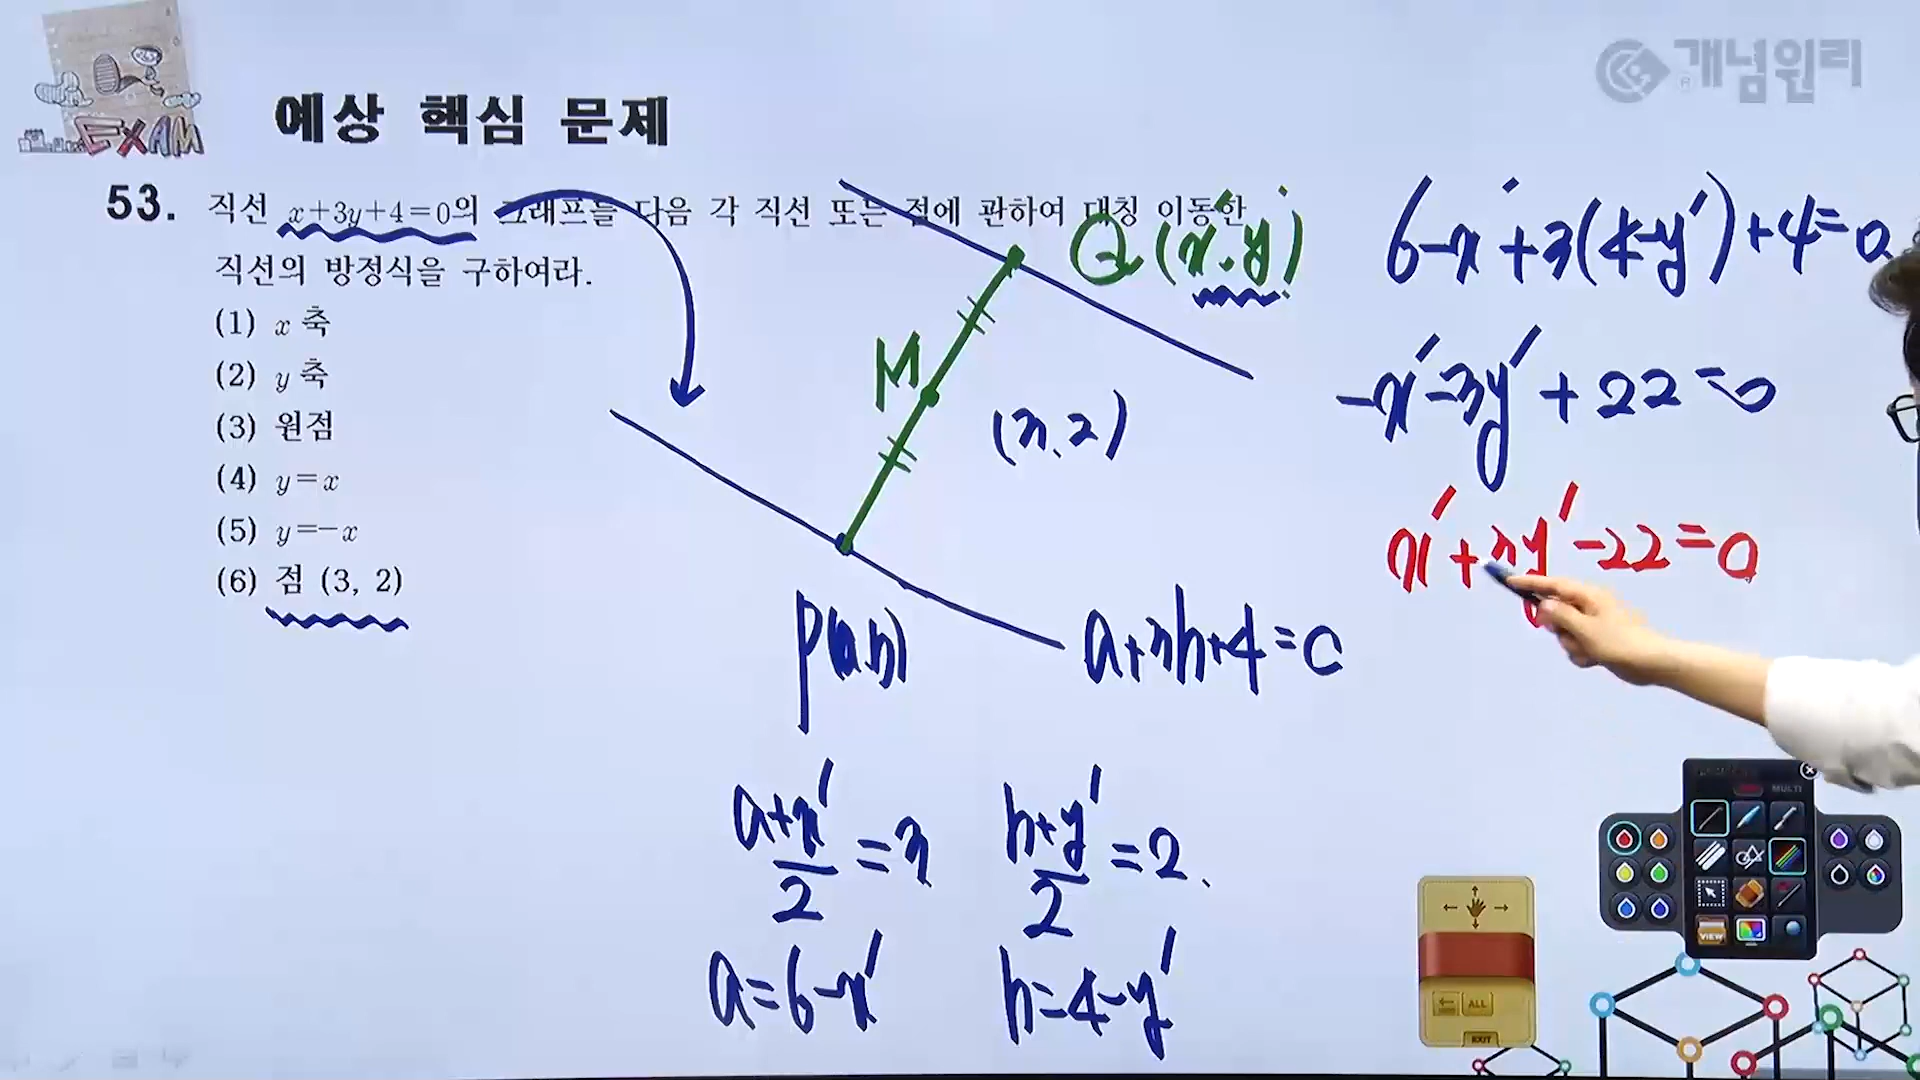 EXAM
예상 핵심 문제
개념원리
53. 직선 x+3y+4=0의 그래프를 다음 각 직선 또는 점에 관하여 대칭 이동한
직선의 방정식을 구하여라.
(1) x축
(2) y축
(3) 원점
(4) y=x
(5) y=-x
(6) 점 (3, 2)
Q(x', y')
M
(3, 2)
P(a, b)
a+3b+4=0
(a+x')/2=3
(b+y')/2=2
a=6-x'
b=4-y'
6-x'+3(4-y')+4=0
-x'-3y'+22=0
x'+3y'-22=0
MULTI
VIEW
ALL
EXIT